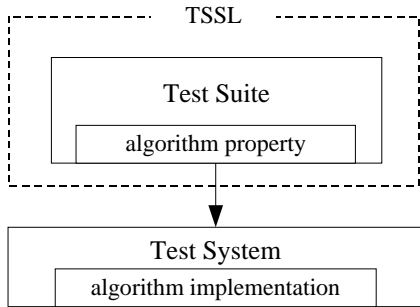 TSSL
Test Suite
algorithm property
Test System
algorithm implementation